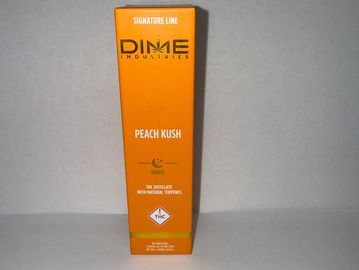 SIGNATURE LINE
DIME
INDUSTRIES
PEACH KUSH
INDICA
THC DISTILLATE
WITH NATURAL TERPENES
!
THC